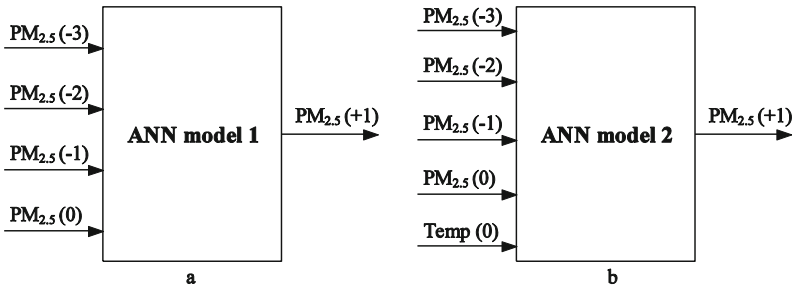 PM2.5 (-3)
PM2.5 (-2)
PM2.5 (-1)
PM2.5 (0)
ANN model 1
PM2.5 (+1)
a
PM2.5 (-3)
PM2.5 (-2)
PM2.5 (-1)
PM2.5 (0)
Temp (0)
ANN model 2
PM2.5 (+1)
b